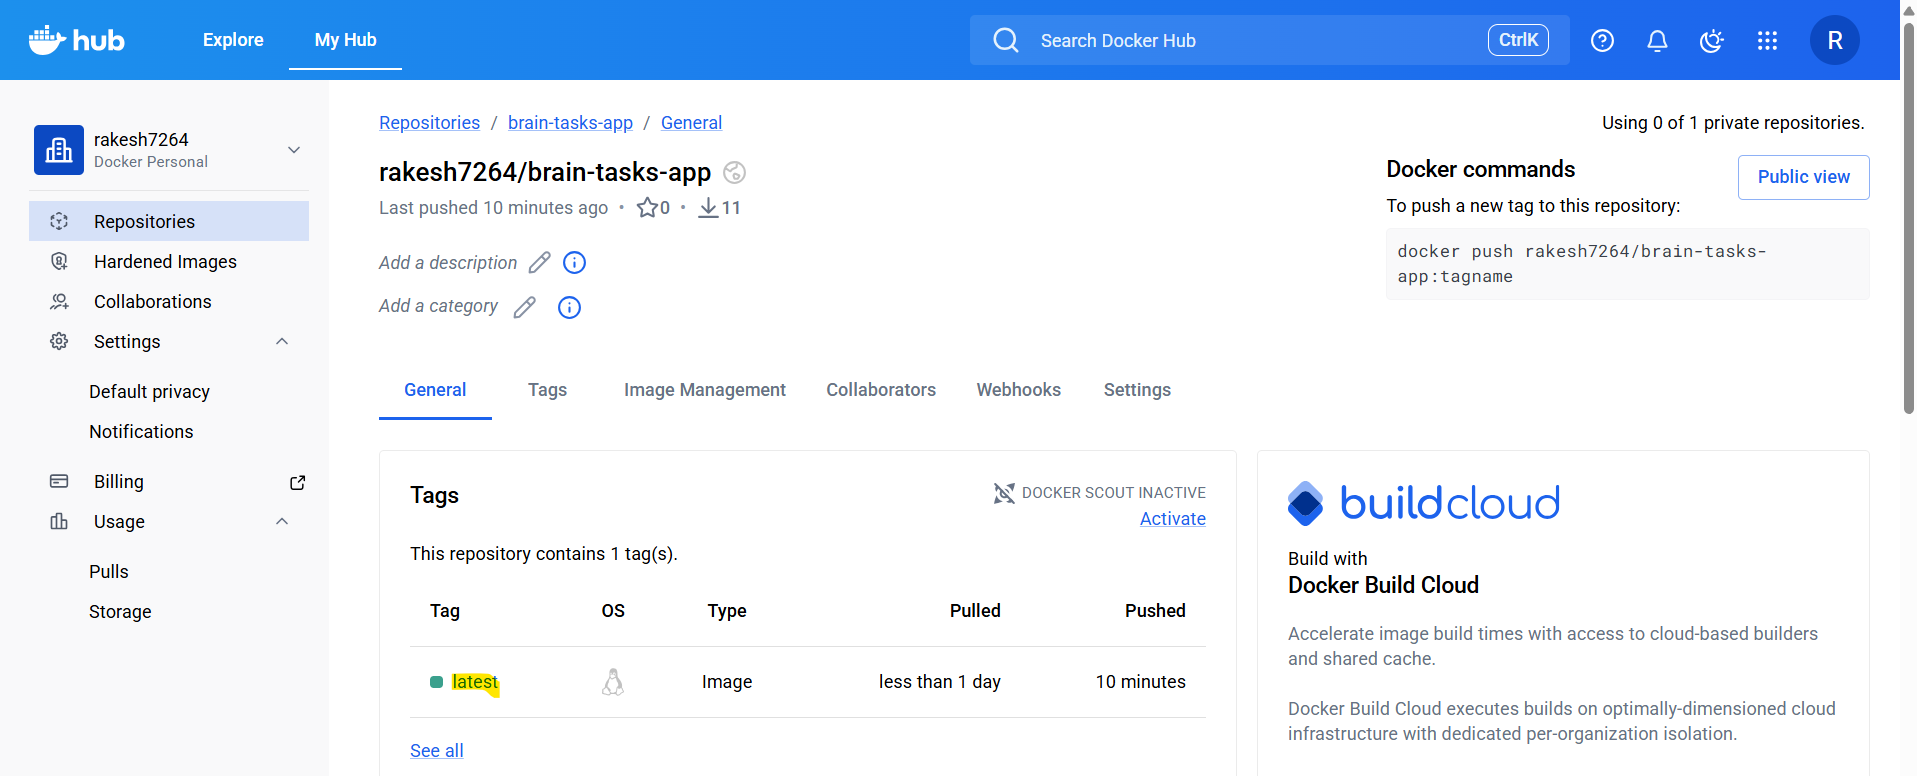 hub
Explore
My Hub
Search Docker Hub
CtrlK
R
rakesh7264
Docker Personal
Repositories
Hardened Images
Collaborations
Settings
Default privacy
Notifications
Billing
Usage
Pulls
Storage
Repositories / brain-tasks-app / General
Using 0 of 1 private repositories.
rakesh7264/brain-tasks-app
Last pushed 10 minutes ago • 0 • 11
Add a description
Add a category
Docker commands
Public view
To push a new tag to this repository:
docker push rakesh7264/brain-tasks-
app:tagname
General
Tags
Image Management
Collaborators
Webhooks
Settings
Tags
DOCKER SCOUT INACTIVE
Activate
This repository contains 1 tag(s).
Tag OS Type Pulled Pushed
latest Image less than 1 day 10 minutes
See all
buildcloud
Build with
Docker Build Cloud
Accelerate image build times with access to cloud-based builders
and shared cache.
Docker Build Cloud executes builds on optimally-dimensioned cloud
infrastructure with dedicated per-organization isolation.